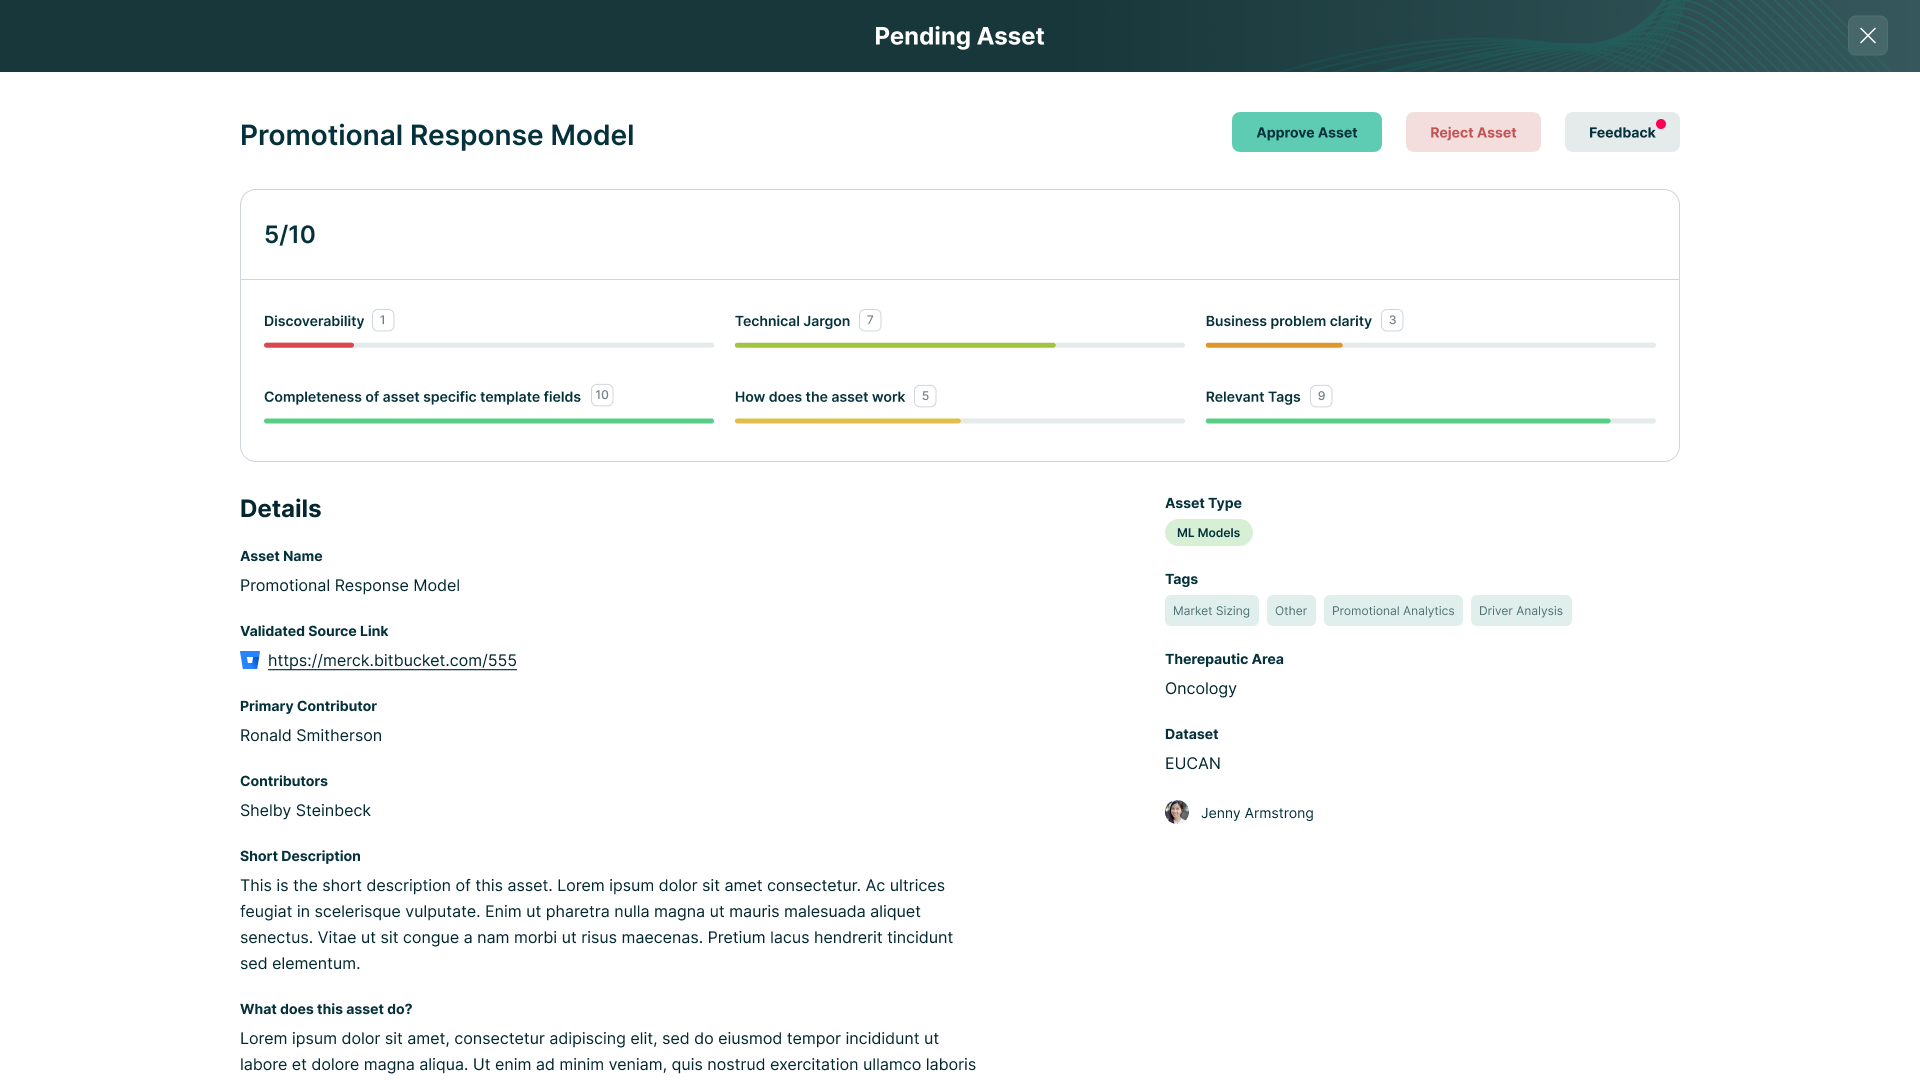 Pending Asset
Promotional Response Model
Approve Asset
Reject Asset
Feedback
5/10
Discoverability 1
Technical Jargon 7
Business problem clarity 3
Completeness of asset specific template fields 10
How does the asset work 5
Relevant Tags 9
Details
Asset Name
Promotional Response Model
Validated Source Link
https://merck.bitbucket.com/555
Primary Contributor
Ronald Smitherson
Contributors
Shelby Steinbeck
Short Description
This is the short description of this asset. Lorem ipsum dolor sit amet consectetur. Ac ultrices
feugiat in scelerisque vulputate. Enim ut pharetra nulla magna ut mauris malesuada aliquet
senectus. Vitae ut sit congue a nam morbi ut risus maecenas. Pretium lacus hendrerit tincidunt
sed elementum.
What does this asset do?
Lorem ipsum dolor sit amet, consectetur adipiscing elit, sed do eiusmod tempor incididunt ut
labore et dolore magna aliqua. Ut enim ad minim veniam, quis nostrud exercitation ullamco laboris
Asset Type
ML Models
Tags
Market Sizing
Other
Promotional Analytics
Driver Analysis
Therepautic Area
Oncology
Dataset
EUCAN
Jenny Armstrong